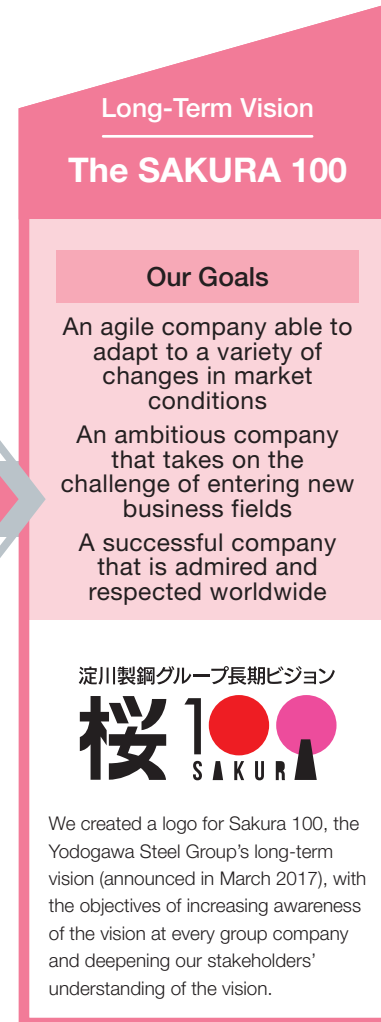 Long-Term Vision
The SAKURA 100
Our Goals
An agile company able to
adapt to a variety of
changes in market
conditions
An ambitious company
that takes on the
challenge of entering new
business fields
A successful company
that is admired and
respected worldwide
淀川製鋼グループ長期ビジョン
桜100
SAKURA
We created a logo for Sakura 100, the
Yodogawa Steel Group’s long-term
vision (announced in March 2017), with
the objectives of increasing awareness
of the vision at every group company
and deepening our stakeholders’
understanding of the vision.